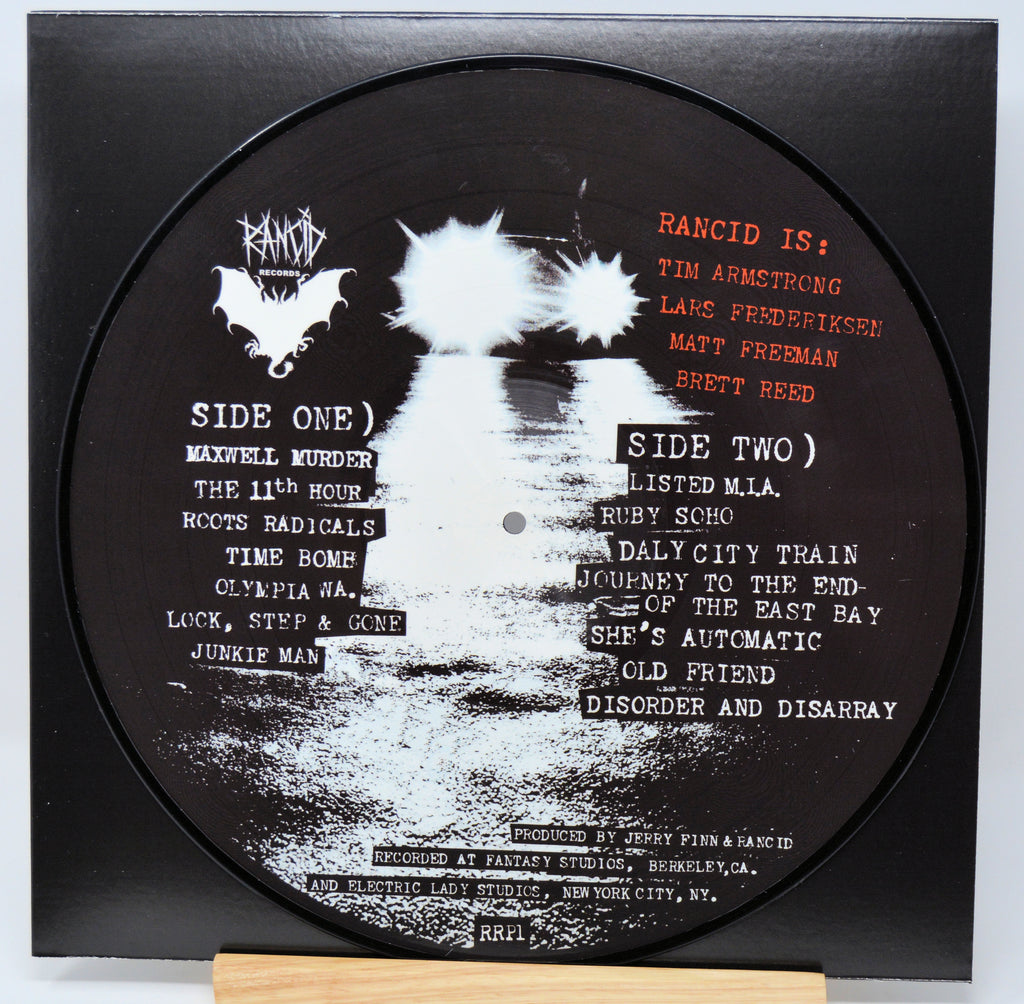 RANCID
RECORDS
RANCID IS:
TIM ARMSTRONG
LARS FREDERIKSEN
MATT FREEMAN
BRETT REED
SIDE ONE)
MAXWELL MURDER
THE 11th HOUR
ROOTS RADICALS
TIME BOMB
OLYMPIA WA.
LOCK, STEP & GONE
JUNKIE MAN
SIDE TWO)
LISTED M.I.A.
RUBY SOHO
DALY CITY TRAIN
JOURNEY TO THE END-
OF THE EAST BAY
SHE'S AUTOMATIC
OLD FRIEND
DISORDER AND DISARRAY
PRODUCED BY JERRY FINN & RANCID
RECORDED AT FANTASY STUDIOS, BERKELEY,CA.
AND ELECTRIC LADY STUDIOS, NEW YORK CITY, NY.
RRP1